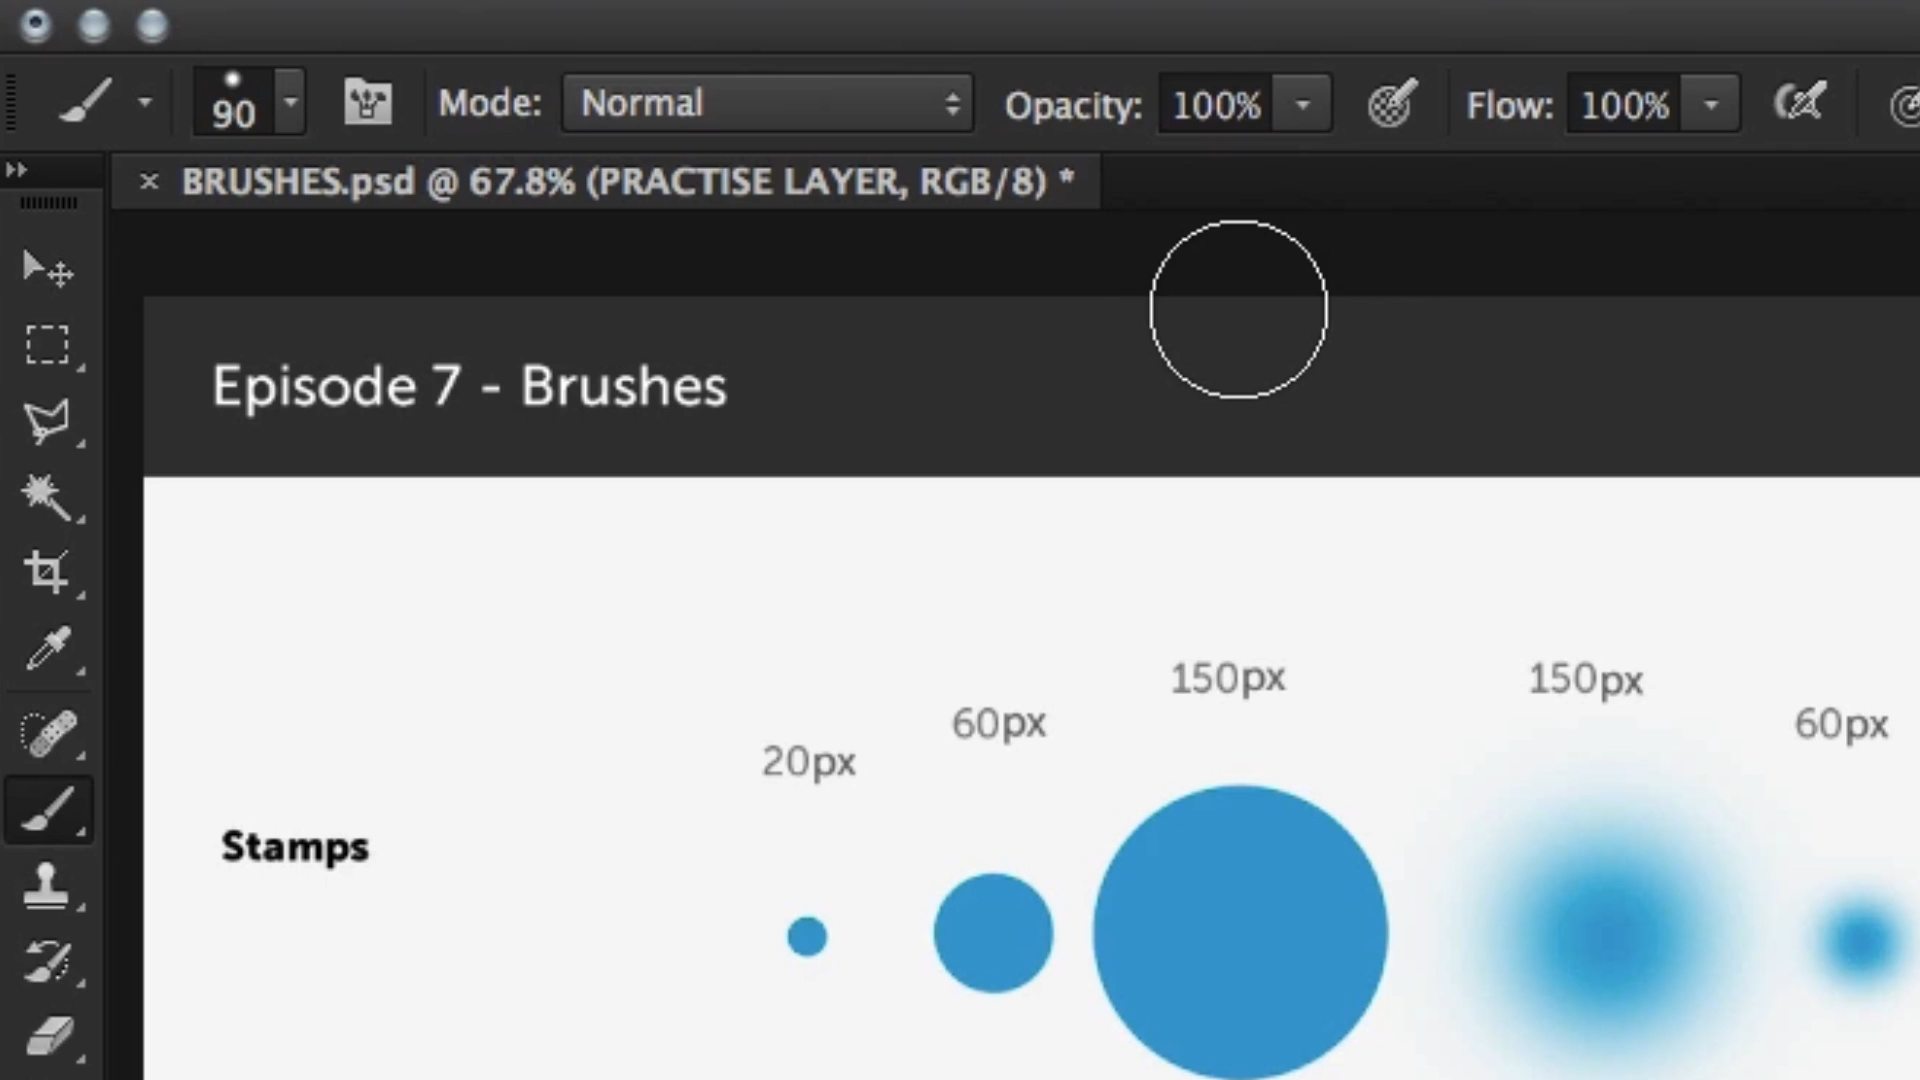 90
Mode: Normal Opacity: 100% Flow: 100%
BRUSHES.psd @ 67.8% (PRACTISE LAYER, RGB/8) *
Episode 7 - Brushes
150px 150px
60px 60px
20px
Stamps